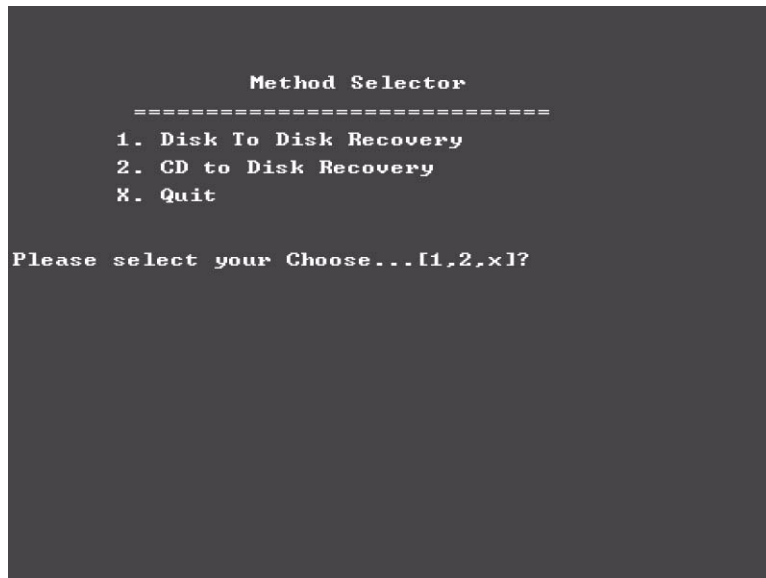 Method Selector
=============================
1. Disk To Disk Recovery
2. CD to Disk Recovery
X. Quit
Please select your Choose...[1,2,x]?